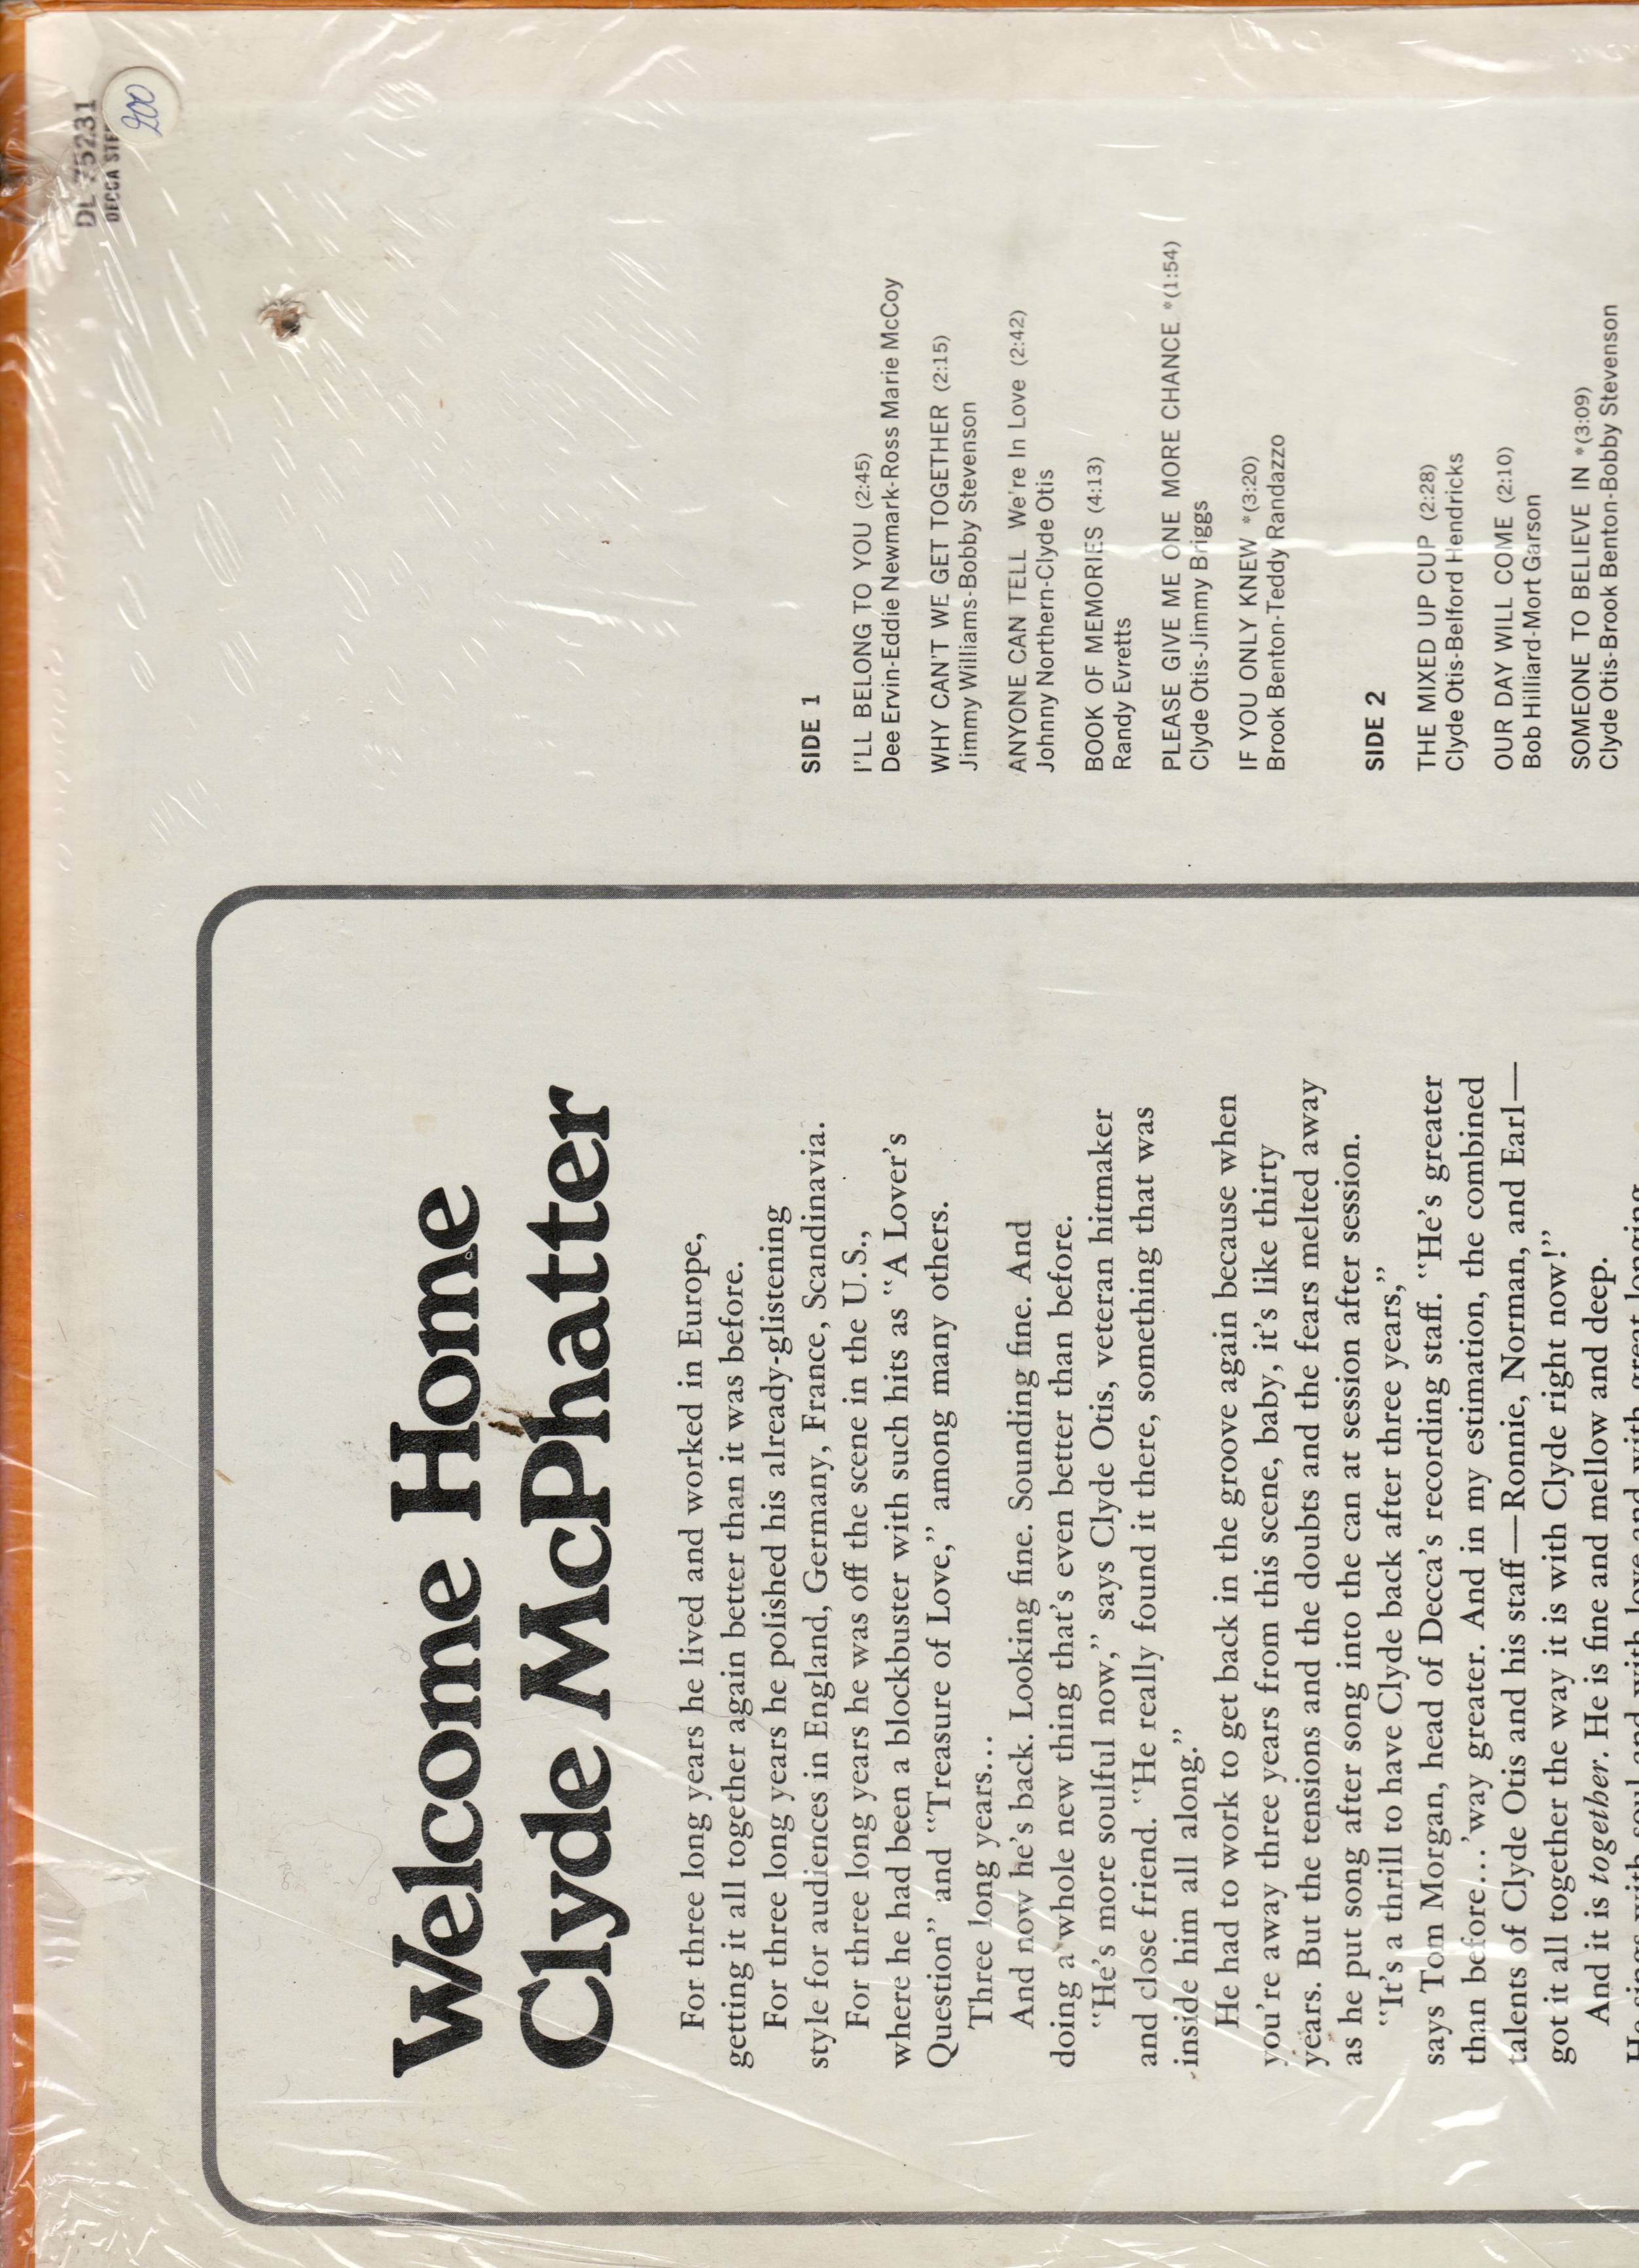 DL 75231
DECCA
200
Welcome Home
Clyde McPhatter
For three long years he lived and worked in Europe,
getting it all together again better than it was before.
For three long years he polished his already-glistening
style for audiences in England, Germany, France, Scandinavia.
For three long years he was off the scene in the U.S.,
where he had been a blockbuster with such hits as “A Lover’s
Question” and “Treasure of Love,” among many others.
Three long years...
And now he’s back. Looking fine. Sounding fine. And
doing a whole new thing that’s even better than before.
“He’s more soulful now,” says Clyde Otis, veteran hitmaker
and close friend. “He really found it there, something that was
inside him all along.”
He had to work to get back in the groove again because when
you’re away three years from this scene, baby, it’s like thirty
years. But the tensions and the doubts and the fears melted away
as he put song after song into the can at session after session.
“It’s a thrill to have Clyde back after three years,”
says Tom Morgan, head of Decca’s recording staff. “He’s greater
than before...’way greater. And in my estimation, the combined
talents of Clyde Otis and his staff—Ronnie, Norman, and Earl—
got it all together the way it is with Clyde right now!”
And it is together. He is fine and mellow and deep.
He sings with soul and with love and with great longing
SIDE 1
I'LL BELONG TO YOU (2:45)
Dee Ervin-Eddie Newmark-Ross Marie McCoy
WHY CAN'T WE GET TOGETHER (2:15)
Jimmy Williams-Bobby Stevenson
ANYONE CAN TELL We're In Love (2:42)
Johnny Northern-Clyde Otis
BOOK OF MEMORIES (4:13)
Randy Evretts
PLEASE GIVE ME ONE MORE CHANCE *(1:54)
Clyde Otis-Jimmy Briggs
IF YOU ONLY KNEW *(3:20)
Brook Benton-Teddy Randazzo
SIDE 2
THE MIXED UP CUP (2:28)
Clyde Otis-Belford Hendricks
OUR DAY WILL COME (2:10)
Bob Hilliard-Mort Garson
SOMEONE TO BELIEVE IN *(3:09)
Clyde Otis-Brook Benton-Bobby Stevenson